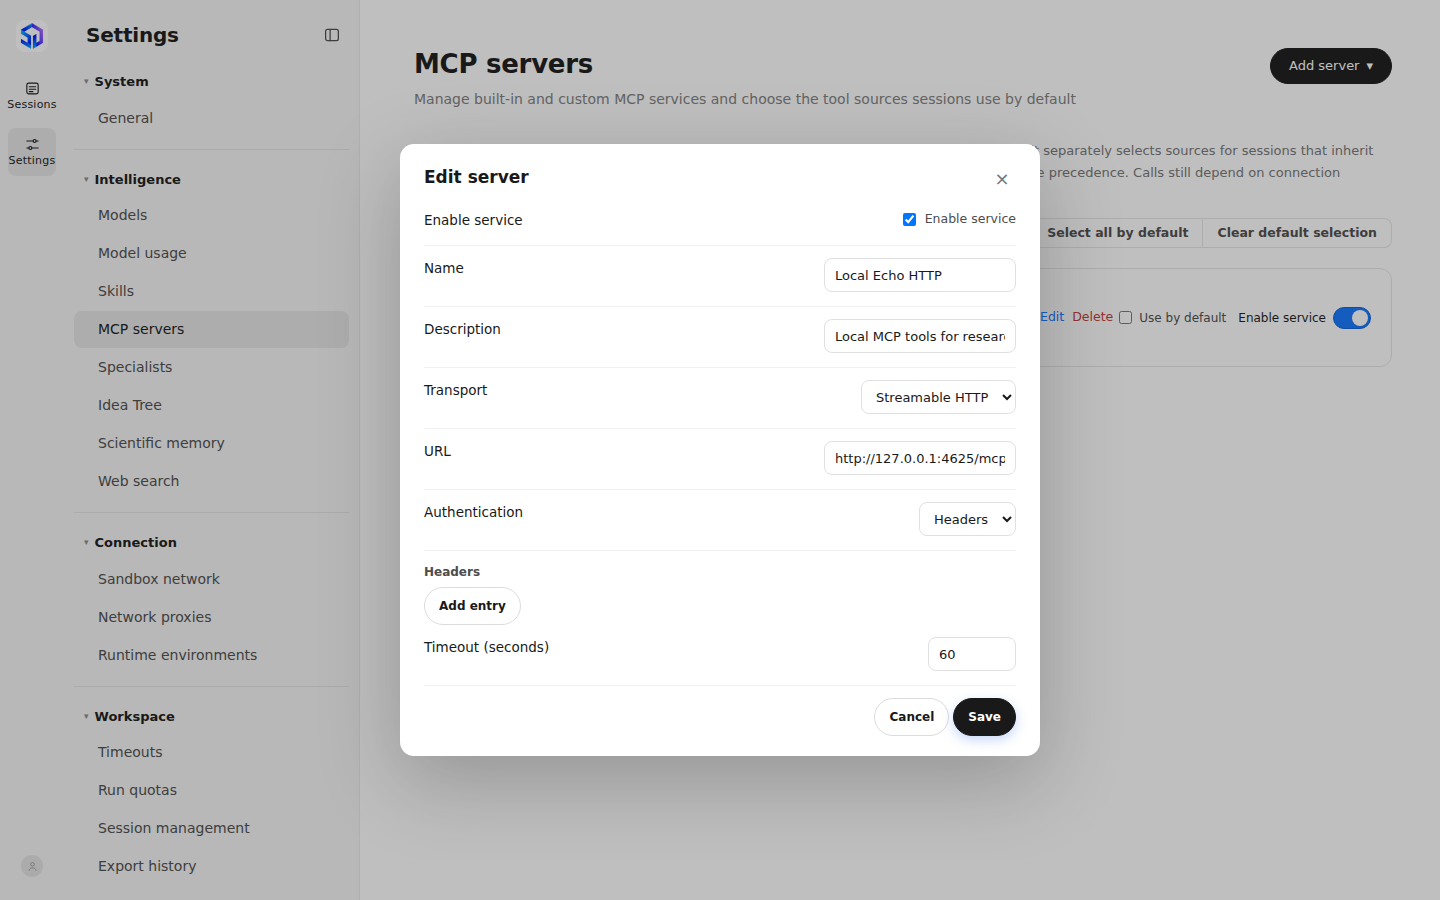 Settings
Sessions
Settings
System
General
Intelligence
Models
Model usage
Skills
MCP servers
Specialists
Idea Tree
Scientific memory
Web search
Connection
Sandbox network
Network proxies
Runtime environments
Workspace
Timeouts
Run quotas
Session management
Export history
MCP servers
Add server ▾
Manage built-in and custom MCP services and choose the tool sources sessions use by default
separately selects sources for sessions that inherit
precedence. Calls still depend on connection
Select all by default
Clear default selection
Edit
Delete
Use by default
Enable service
Edit server
×
Enable service
Enable service
Name
Local Echo HTTP
Description
Local MCP tools for resear
Transport
Streamable HTTP
URL
http://127.0.0.1:4625/mcp
Authentication
Headers
Headers
Add entry
Timeout (seconds)
60
Cancel
Save